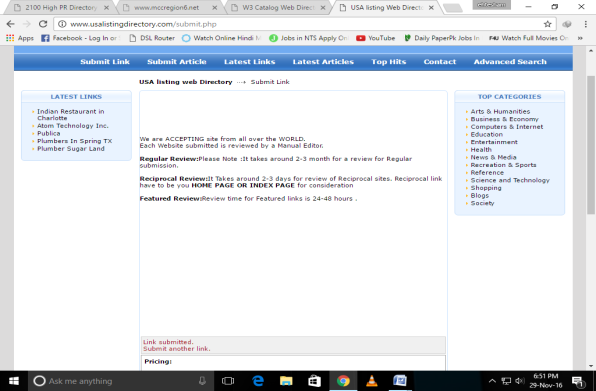 2100 High PR Directory
www.mccregion6.net
W3 Catalog Web Direct
USA listing Web Direct
www.usalistingdirectory.com/submit.php
Apps
Facebook - Log In or
DSL Router
Watch Online Hindi M
Jobs in NTS Apply On
YouTube
Daily PaperPk Jobs In
Watch Full Movies On
Submit Link Submit Article Latest Links Latest Articles Top Hits Contact Advanced Search
USA listing web Directory ---> Submit Link
LATEST LINKS
Indian Restaurant in
Charlotte
Atom Technology Inc.
Publica
Plumbers In Spring TX
Plumber Sugar Land
We are ACCEPTING site from all over the WORLD.
Each Website submitted is reviewed by a Manual Editor.
Regular Review:Please Note :It takes around 2-3 month for a review for Regular
submission.
Reciprocal Review:It Takes around 2-3 days for review of Reciprocal sites. Reciprocal link
have to be you HOME PAGE OR INDEX PAGE for consideration
Featured Review:Review time for Featured links is 24-48 hours .
Link submitted.
Submit another link.
Pricing:
TOP CATEGORIES
Arts & Humanities
Business & Economy
Computers & Internet
Education
Entertainment
Health
News & Media
Recreation & Sports
Reference
Science and Technology
Shopping
Blogs
Society
Ask me anything
6:51 PM
29-Nov-16